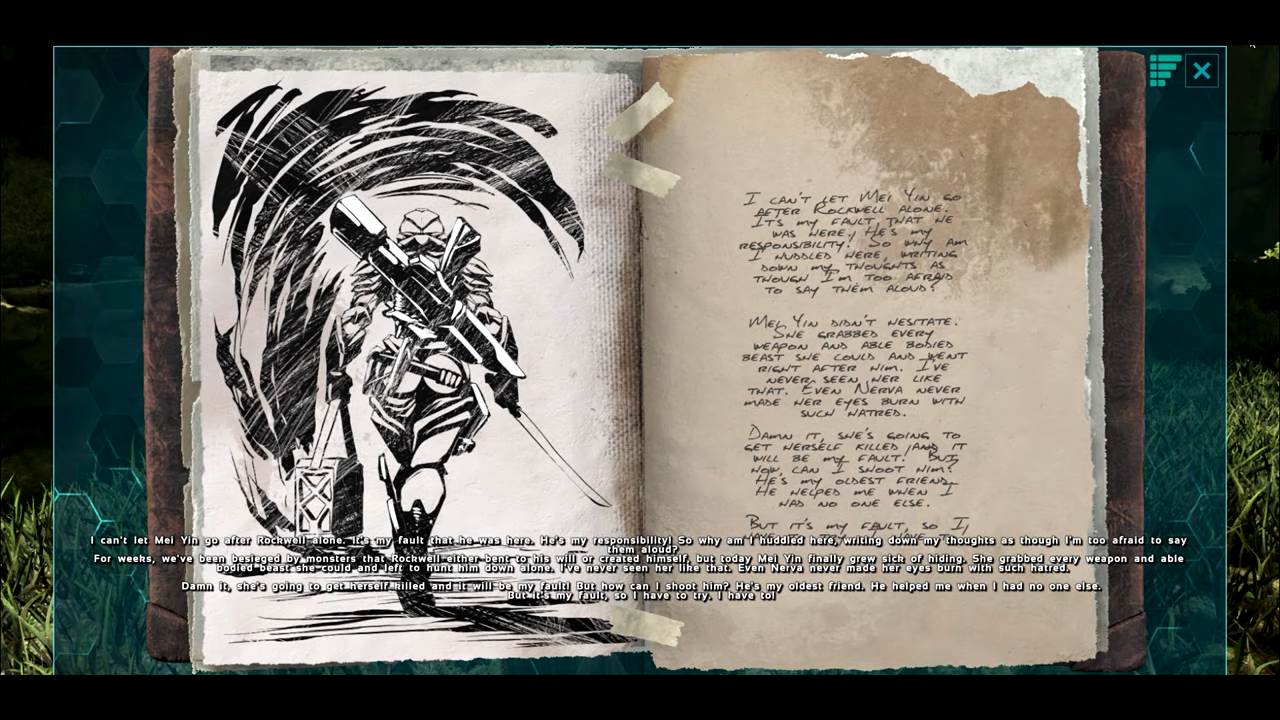 I CAN'T LET MEI YIN GO
AFTER ROCKWELL ALONE.
ITS MY FAULT THAT HE
WAS HERE, HE'S MY
RESPONSIBILITY! SO WHY AM
I HUDDLED HERE, WRITING
DOWN MY THOUGHTS AS
THOUGH I'M TOO AFRAID
TO SAY THEM ALOUD?
MEI YIN DIDN'T HESITATE.
SHE GRABBED EVERY
WEAPON AND ABLE BODIED
BEAST SHE COULD AND WENT
RIGHT AFTER HIM. I'VE
NEVER SEEN HER LIKE
THAT. EVEN NERVA NEVER
MADE HER EYES BURN WITH
SUCH HATRED.
DAMN IT, SHE'S GOING TO
GET HERSELF KILLED AND IT
WILL BE MY FAULT. BUT
HOW CAN I SHOOT HIM?
HE'S MY OLDEST FRIEND.
HE HELPED ME WHEN I
HAD NO ONE ELSE.
BUT IT'S MY FAULT, SO I,
I can't let Mei Yin go after Rockwell alone. It's my fault that he was here. He's my responsibility! So why am I huddled here, writing down my thoughts as though I'm too afraid to say
them aloud?
For weeks, we've been besieged by monsters that Rockwell either bent to his will or created himself, but today Mei Yin finally grew sick of hiding. She grabbed every weapon and able
bodied beast she could and left to hunt him down alone. I've never seen her like that. Even Nerva never made her eyes burn with such hatred.
Damn it, she's going to get herself killed and it will be my fault! But how can I shoot him? He's my oldest friend. He helped me when I had no one else.
But it's my fault, so I have to try. I have to!